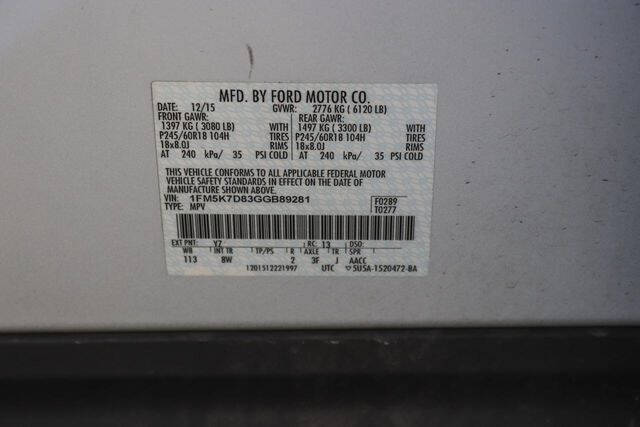 MFD. BY FORD MOTOR CO.
DATE: 12/15 GVWR: 2776 KG ( 6120 LB)
FRONT GAWR: REAR GAWR:
1397 KG ( 3080 LB) WITH 1497 KG ( 3300 LB) WITH
P245/60R18 104H TIRES P245/60R18 104H TIRES
18x8.0J RIMS 18x8.0J RIMS
AT 240 kPa/ 35 PSI COLD AT 240 kPa/ 35 PSI COLD
THIS VEHICLE CONFORMS TO ALL APPLICABLE FEDERAL MOTOR
VEHICLE SAFETY STANDARDS IN EFFECT ON THE DATE OF
MANUFACTURE SHOWN ABOVE.
VIN: 1FM5K7D83GGB89281 F0289
TYPE: MPV T0277
EXT PNT: YZ RC: 13 DSO:
WB INT TR TP/PS R AXLE TR SPR
113 8W 2 3F J AACC
1201512221997 UTC 5U5A-1520472-BA